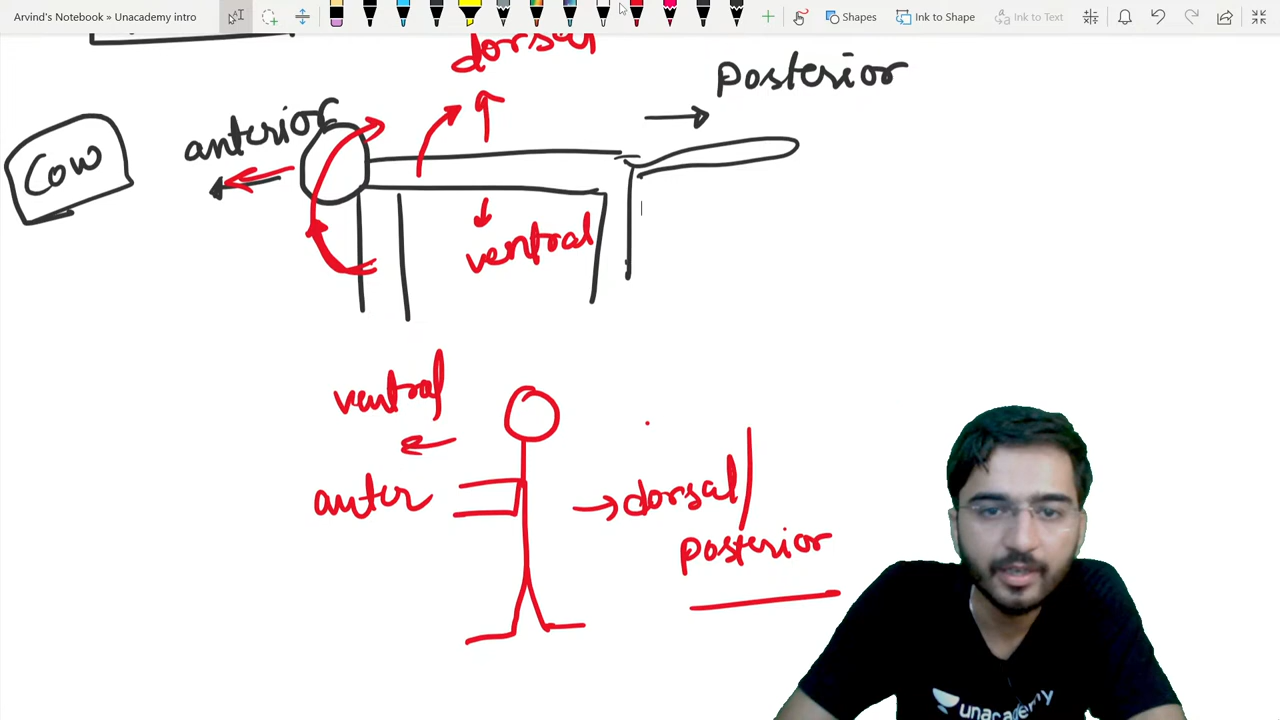 Arvind's Notebook » Unacademy intro
Shapes
Ink to Shape
Ink to Text
dorsal
posterior
anterior
Cow
ventral
ventral
anter
dorsal
posterior
unacademy